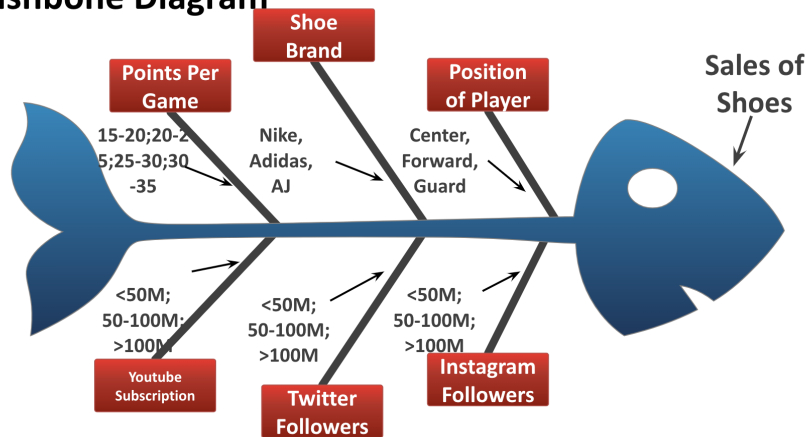 ishbone Diagram
Shoe
Brand
Points Per
Game
Position
of Player
Sales of
Shoes
15-20;20-2
5;25-30;30
-35
Nike,
Adidas,
AJ
Center,
Forward,
Guard
<50M;
50-100M;
>100M
<50M;
50-100M;
>100M
<50M;
50-100M;
>100M
Youtube
Subscription
Twitter
Followers
Instagram
Followers